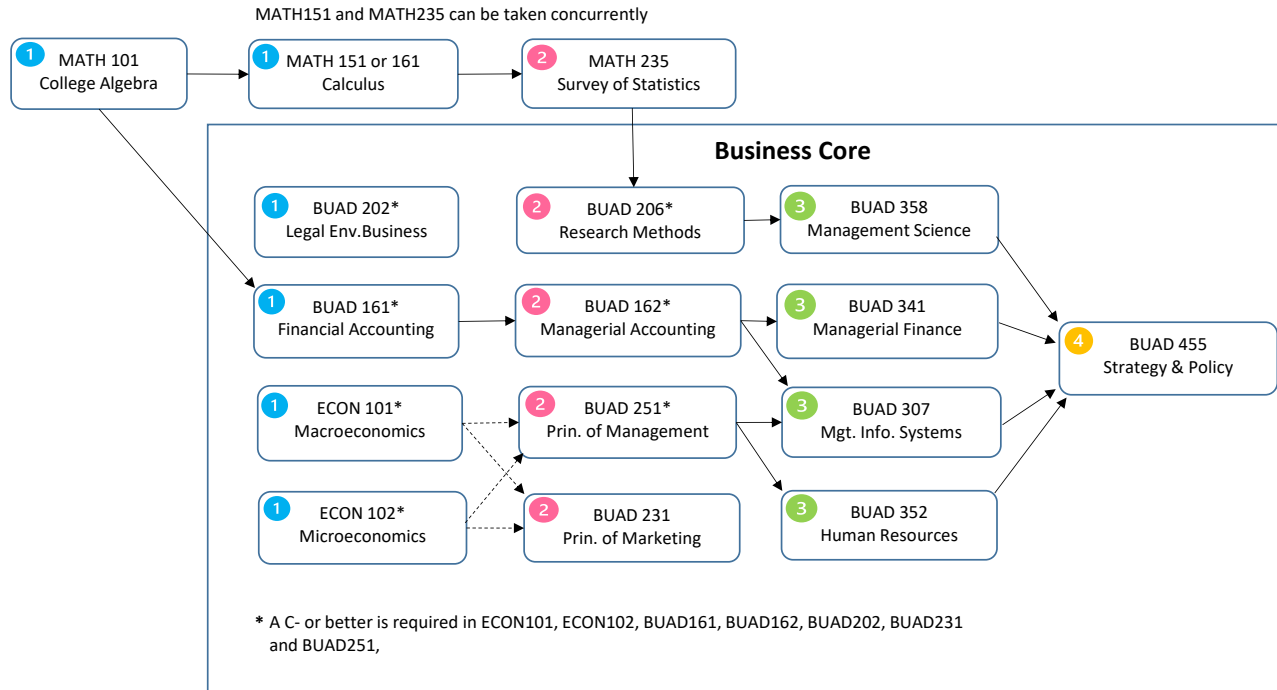 MATH151 and MATH235 can be taken concurrently
1
MATH 101
College Algebra
1
MATH 151 or 161
Calculus
2
MATH 235
Survey of Statistics
Business Core
1
BUAD 202*
Legal Env.Business
2
BUAD 206*
Research Methods
3
BUAD 358
Management Science
1
BUAD 161*
Financial Accounting
2
BUAD 162*
Managerial Accounting
3
BUAD 341
Managerial Finance
4
BUAD 455
Strategy & Policy
1
ECON 101*
Macroeconomics
2
BUAD 251*
Prin. of Management
3
BUAD 307
Mgt. Info. Systems
1
ECON 102*
Microeconomics
2
BUAD 231
Prin. of Marketing
3
BUAD 352
Human Resources
* A C- or better is required in ECON101, ECON102, BUAD161, BUAD162, BUAD202, BUAD231
and BUAD251,